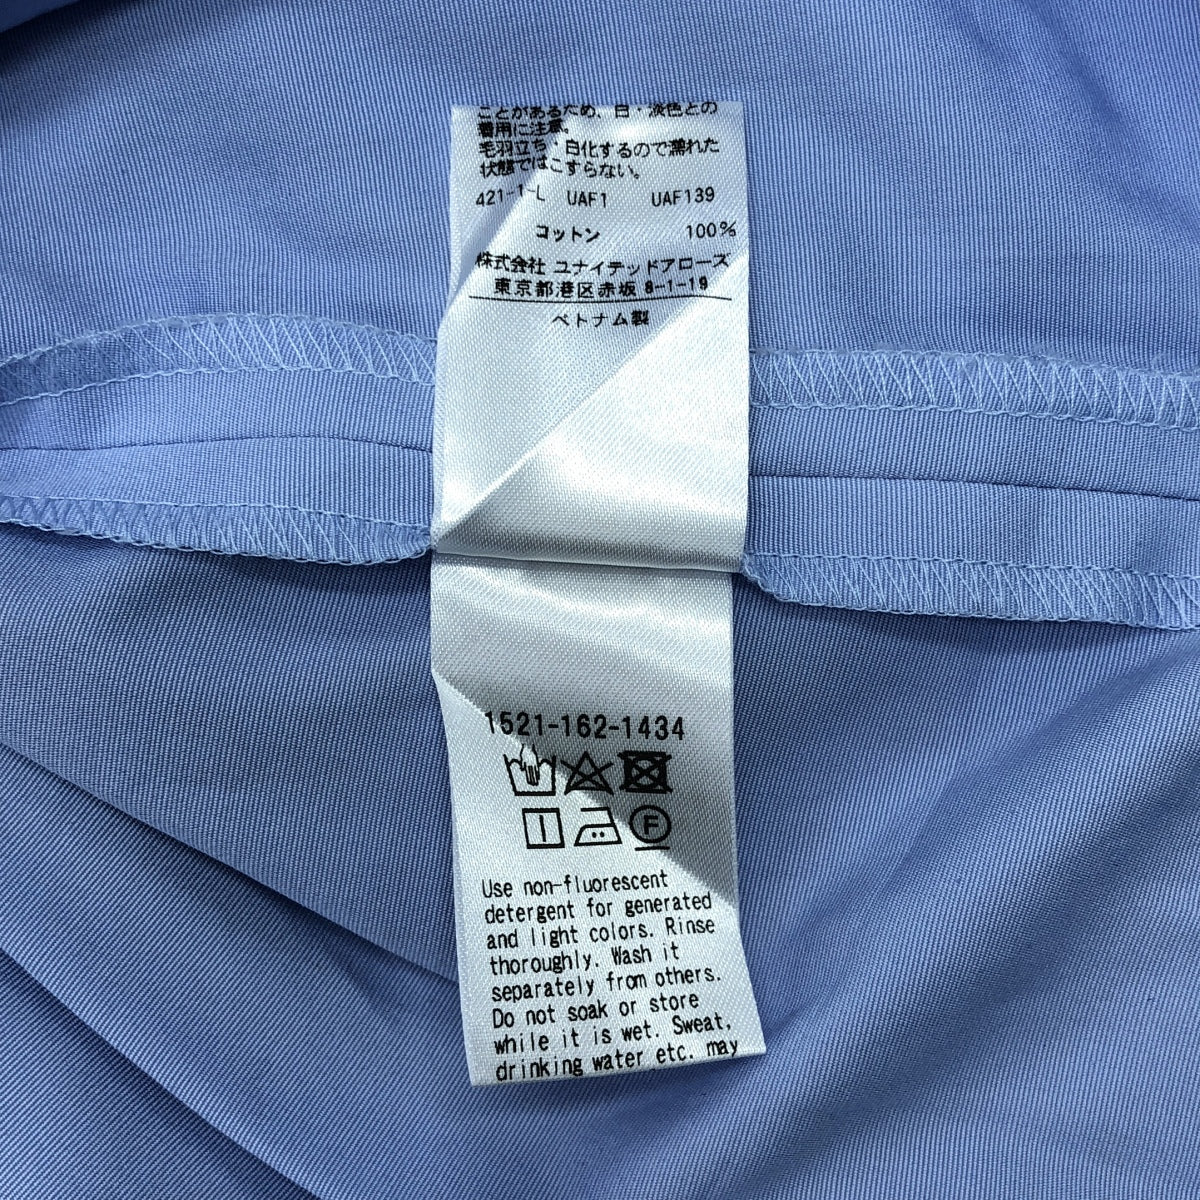 ことがあるため、白・淡色との
着用に注意。
毛羽立ち・白化するので濡れた
状態ではこすらない。
421-1-L UAF1 UAF139
コットン 100%
株式会社 ユナイテッドアローズ
東京都港区赤坂 8-1-19
ベトナム製
1521-162-1434
F
Use non-fluorescent
detergent for generated
and light colors. Rinse
thoroughly. Wash it
separately from others.
Do not soak or store
while it is wet. Sweat,
drinking water etc. may